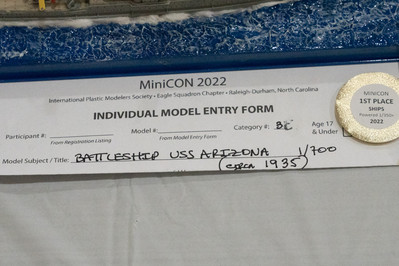 MiniCON 2022
International Plastic Modelers Society • Eagle Squadron Chapter • Raleigh-Durham, North Carolina
INDIVIDUAL MODEL ENTRY FORM
Participant #: Model #: Category #: Age 17
From Registration Listing From Model Entry Form & Under
Model Subject / Title: BATTLESHIP USS ARIZONA 1/700
(CIRCA 1935)
MINICON
1ST PLACE
SHIPS
2022